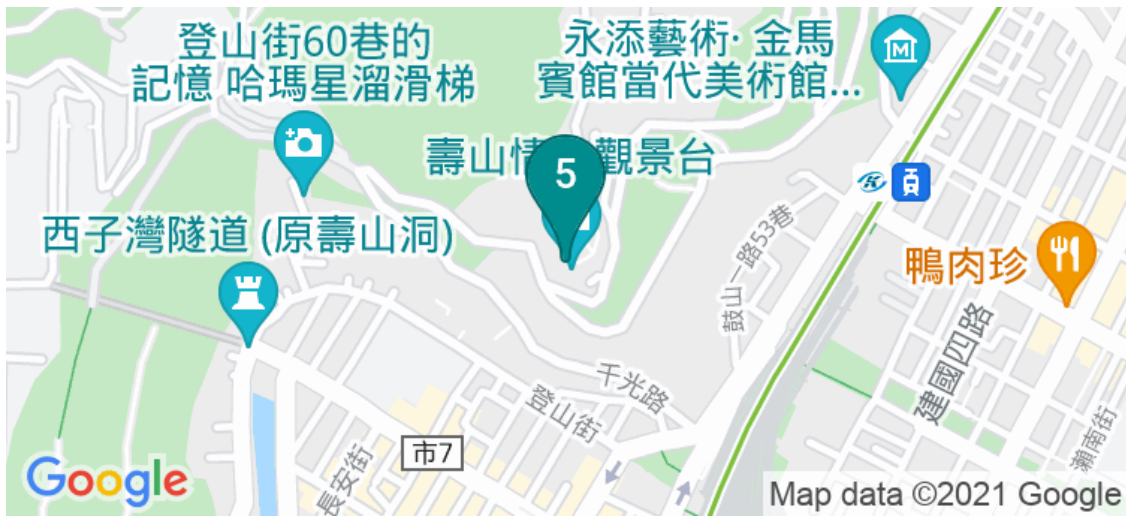 登山街60巷的
記憶 哈瑪星溜滑梯
永添藝術· 金馬
賓館當代美術館...
M
壽山情
5
觀景台
西子灣隧道 (原壽山洞)
鼓山一路53巷
鴨肉珍
建國四路
千光路
登山街
市7
長安街
瀨南街
Google
Map data ©2021 Google